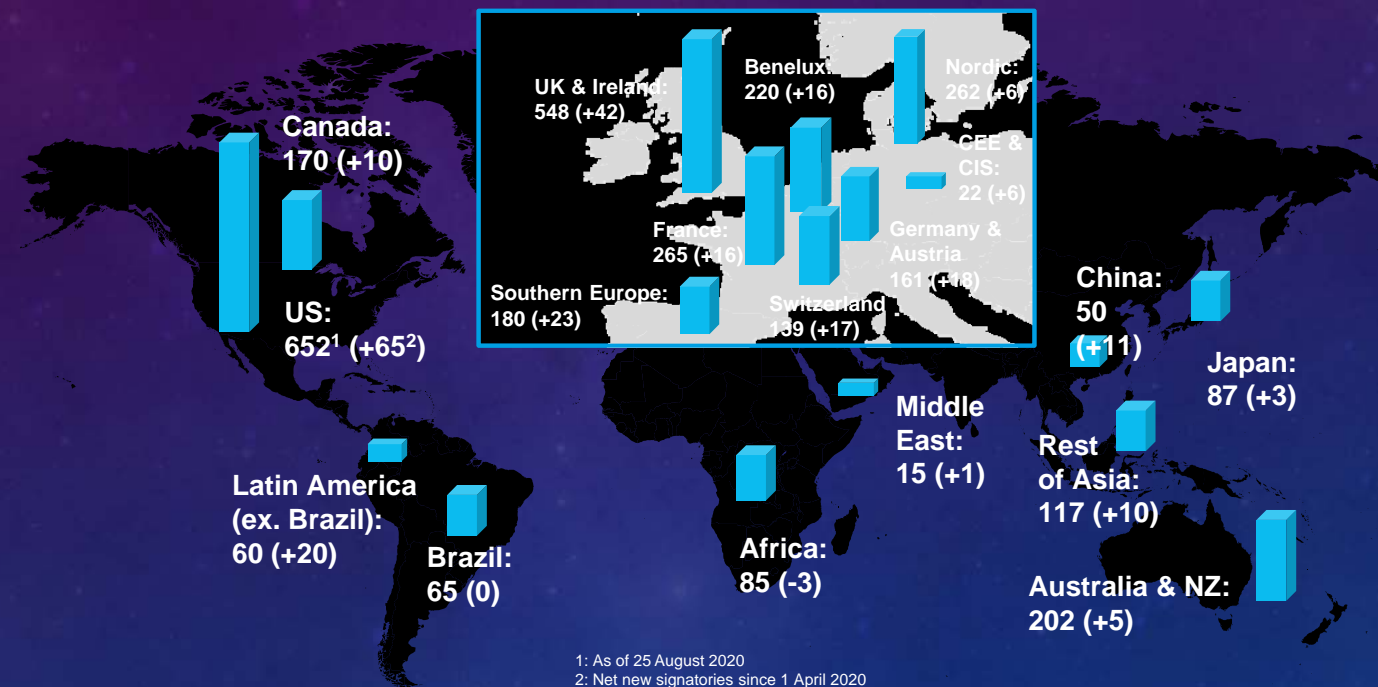 UK & Ireland:
548 (+42)
Benelux:
220 (+16)
Nordic:
262 (+6)
CEE &
CIS:
22 (+6)
France:
265 (+16)
Germany &
Austria
161 (+18)
Southern Europe:
180 (+23)
Switzerland
:
139 (+17)
Canada:
170 (+10)
US:
652¹ (+65²)
China:
50
(+11)
Japan:
87 (+3)
Middle
East:
15 (+1)
Rest
of Asia:
117 (+10)
Latin America
(ex. Brazil):
60 (+20)
Brazil:
65 (0)
Africa:
85 (-3)
Australia & NZ:
202 (+5)
1: As of 25 August 2020
2: Net new signatories since 1 April 2020